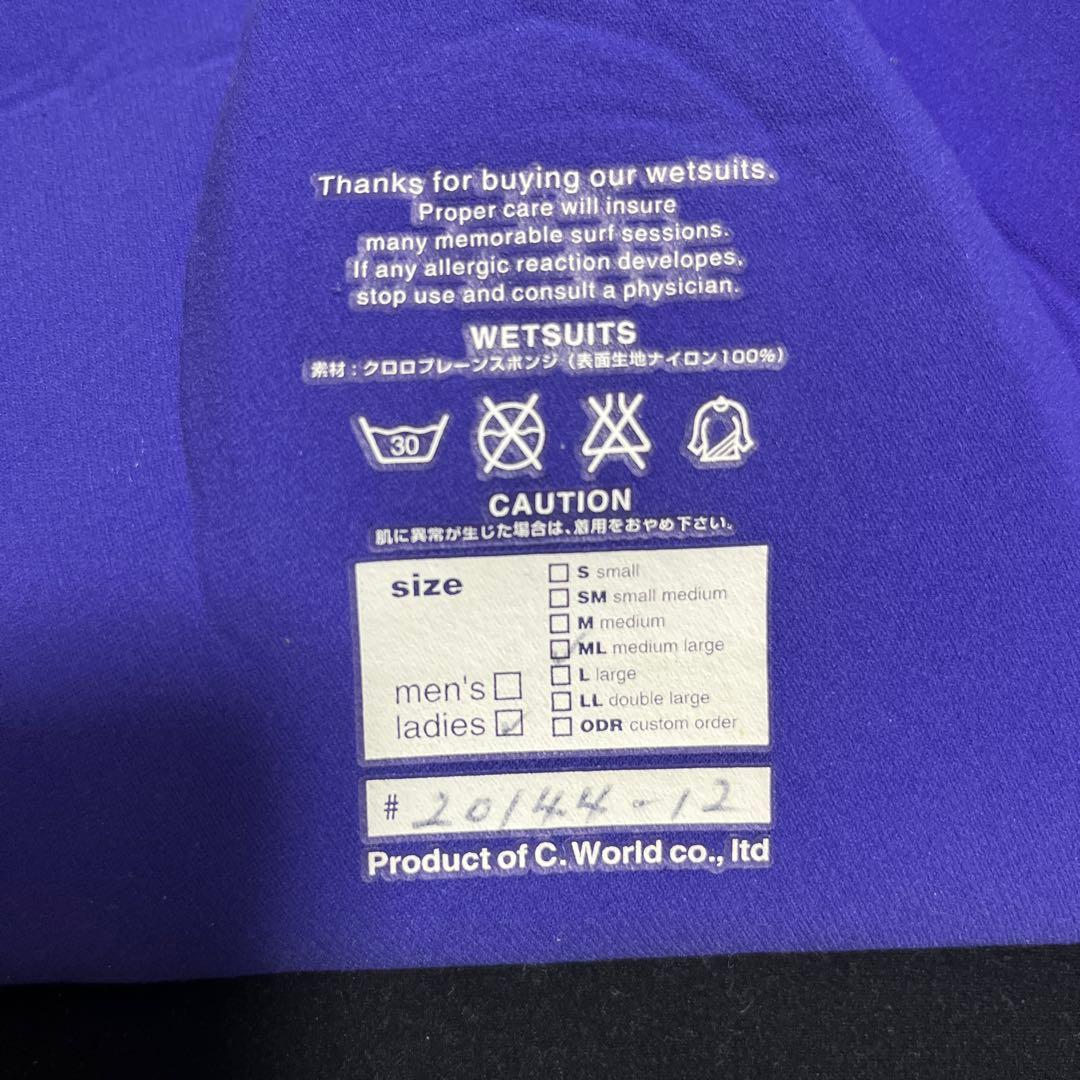 Thanks for buying our wetsuits.
Proper care will insure
many memorable surf sessions.
If any allergic reaction developes,
stop use and consult a physician.
WETSUITS
素材：クロロプレーンスポンジ（表面生地ナイロン100%）
30
CAUTION
肌に異常が生じた場合は、着用をおやめ下さい。
size
S small
SM small medium
M medium
ML medium large
L large
LL double large
ODR custom order
men's
ladies
# 20144-12
Product of C.World co., ltd